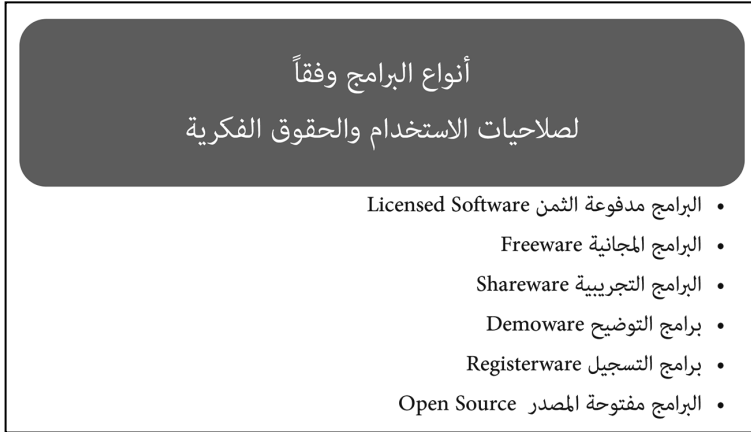 أنواع البرامج وفقاً
لصلاحيات الاستخدام والحقوق الفكرية
• البرامج مدفوعة الثمن Licensed Software
• البرامج المجانية Freeware
• البرامج التجريبية Shareware
• برامج التوضيح Demoware
• برامج التسجيل Registerware
• البرامج مفتوحة المصدر Open Source